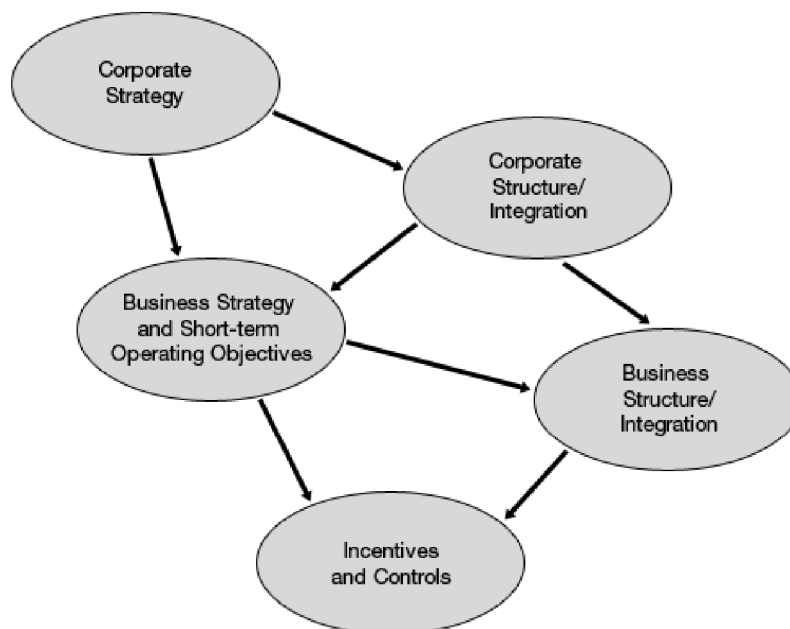 Corporate
Strategy
Corporate
Structure/
Integration
Business Strategy
and Short-term
Operating Objectives
Business
Structure/
Integration
Incentives
and Controls